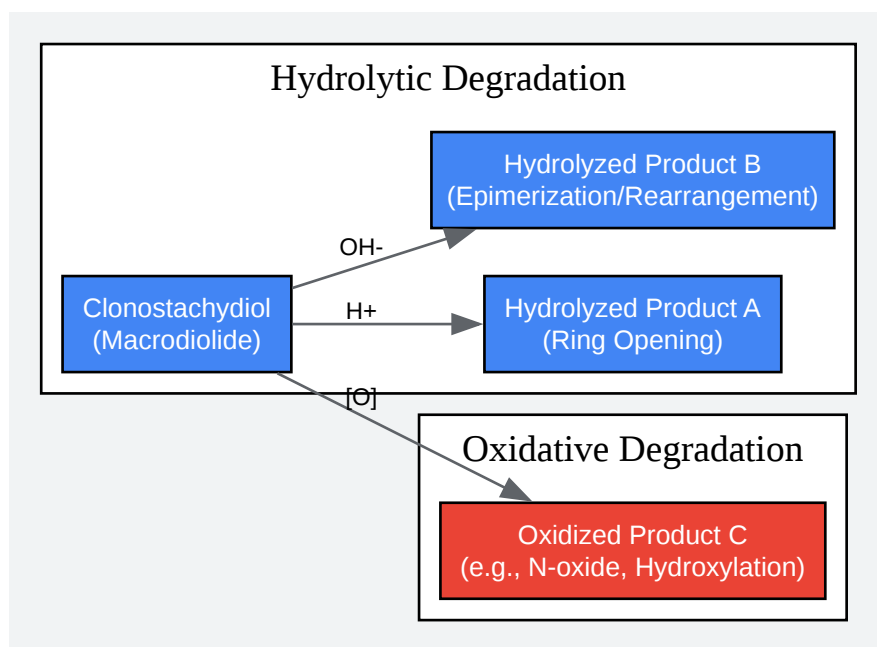 Hydrolytic Degradation
Hydrolyzed Product B
(Epimerization/Rearrangement)
OH-
Clonostachydiol
(Macrodiolide)
H+
Hydrolyzed Product A
(Ring Opening)
[O]
Oxidative Degradation
Oxidized Product C
(e.g., N-oxide, Hydroxylation)